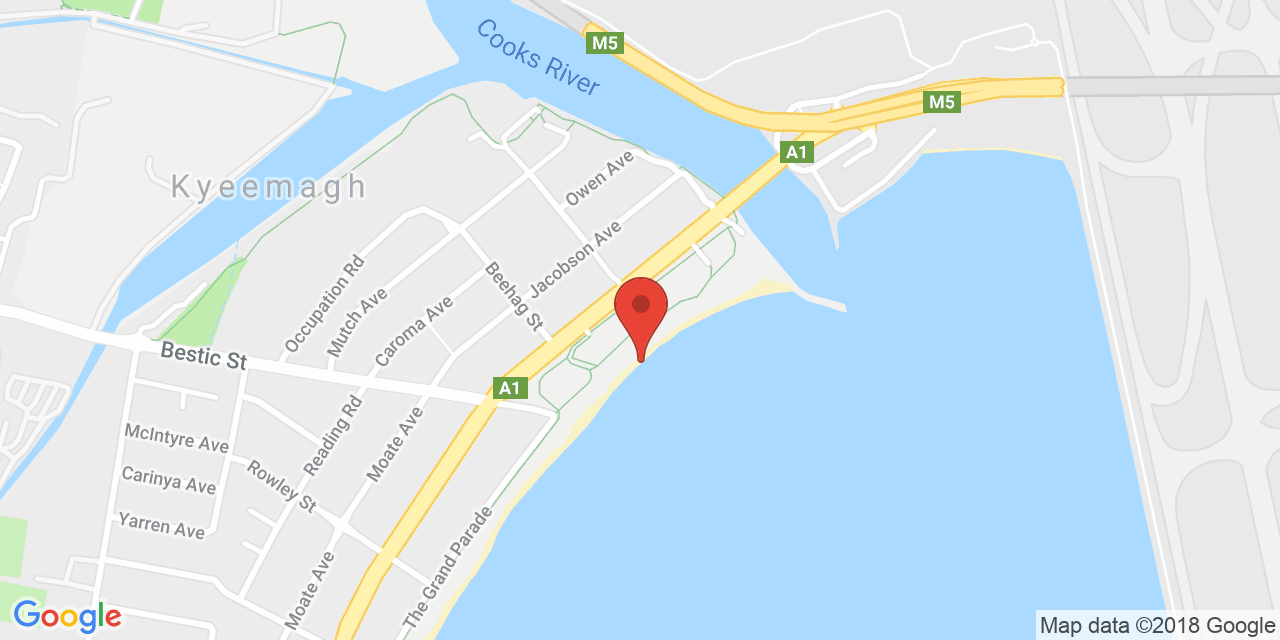 M5
Cooks River
M5
A1
Owen Ave
Kyeemagh
Jacobson Ave
Occupation Rd
Beehag St
Mutch Ave
Caroma Ave
Bestic St
A1
Reading Rd
Moate Ave
McIntyre Ave
Carinya Ave
Rowley St
Yarren Ave
The Grand Parade
Moate Ave
Google
Map data ©2018 Google